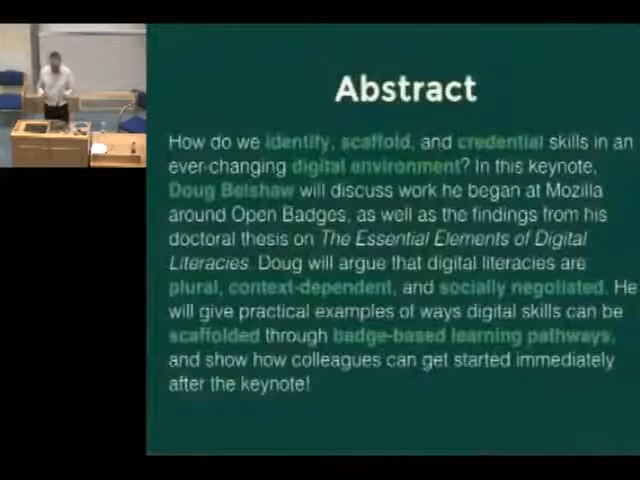 Abstract
How do we identify, scaffold, and credential skills in an
ever-changing digital environment? In this keynote,
Doug Belshaw will discuss work he began at Mozilla
around Open Badges, as well as the findings from his
doctoral thesis on The Essential Elements of Digital
Literacies. Doug will argue that digital literacies are
plural, context-dependent, and socially negotiated. He
will give practical examples of ways digital skills can be
scaffolded through badge-based learning pathways,
and show how colleagues can get started immediately
after the keynote!